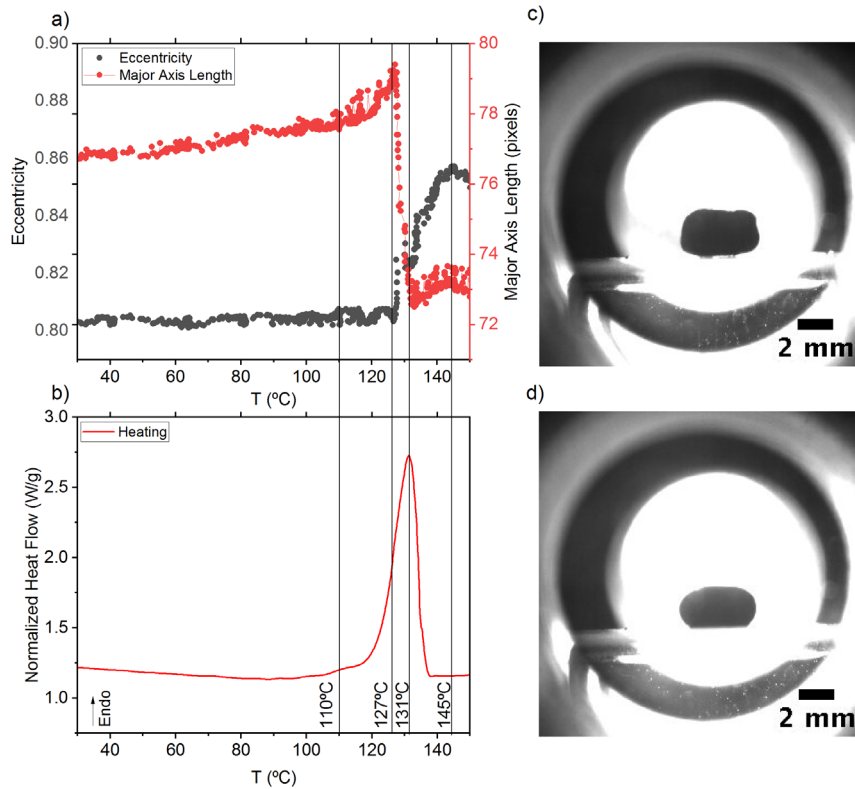 a)
0.90
0.88
0.86
0.84
0.82
0.80
Eccentricity
Eccentricity
Major Axis Length
80
79
77
76
74
73
72
Major Axis Length (pixels)
40 60 80 100 120 140
T (ºC)
b)
3.0
2.5
2.0
1.5
1.0
Normalized Heat Flow (W/g)
Heating
Endo
110ºC
127ºC
131ºC
145ºC
40 60 80 100 120 140
T (ºC)
c)
2 mm
d)
2 mm